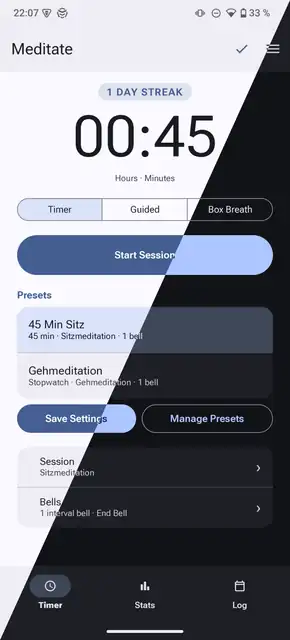 22:07
33 %
Meditate
1 DAY STREAK
00:45
Hours · Minutes
Timer
Guided
Box Breath
Start Session
Presets
45 Min Sitz
45 min · Sitzmeditation · 1 bell
Gehmeditation
Stopwatch · Gehmeditation · 1 bell
Save Settings
Manage Presets
Session
Sitzmeditation
Bells
1 interval bell · End Bell
Timer
Stats
Log